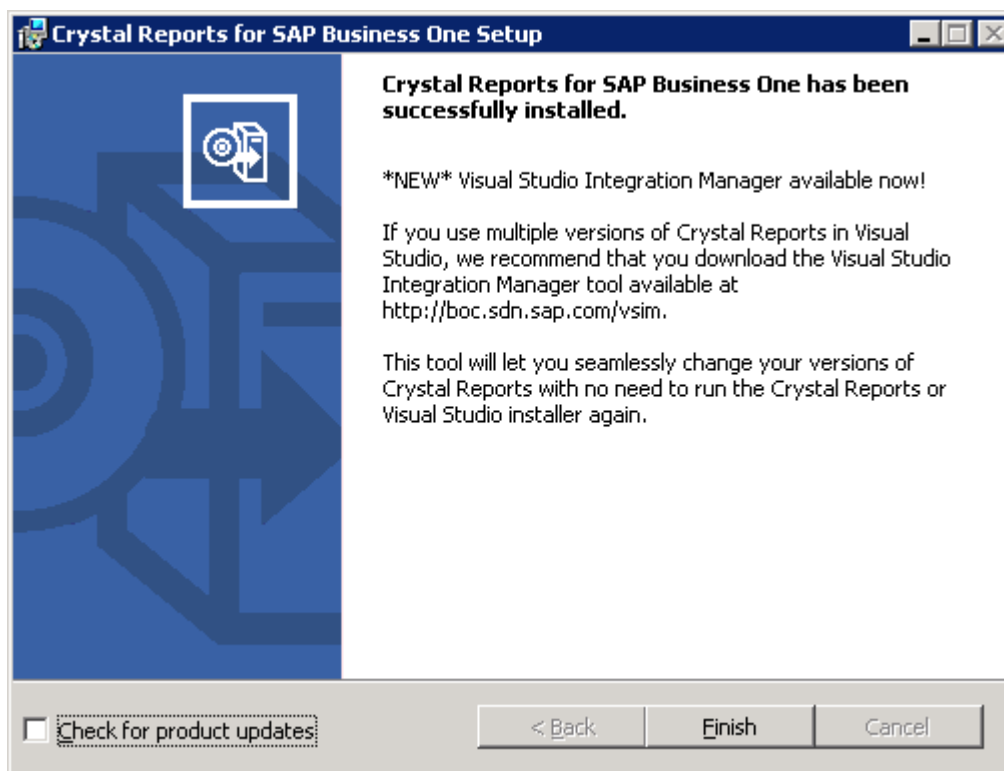 Crystal Reports for SAP Business One Setup
Crystal Reports for SAP Business One has been
successfully installed.
*NEW* Visual Studio Integration Manager available now!
If you use multiple versions of Crystal Reports in Visual
Studio, we recommend that you download the Visual Studio
Integration Manager tool available at
http://boc.sdn.sap.com/vsim.
This tool will let you seamlessly change your versions of
Crystal Reports with no need to run the Crystal Reports or
Visual Studio installer again.
Check for product updates
< Back
Finish
Cancel